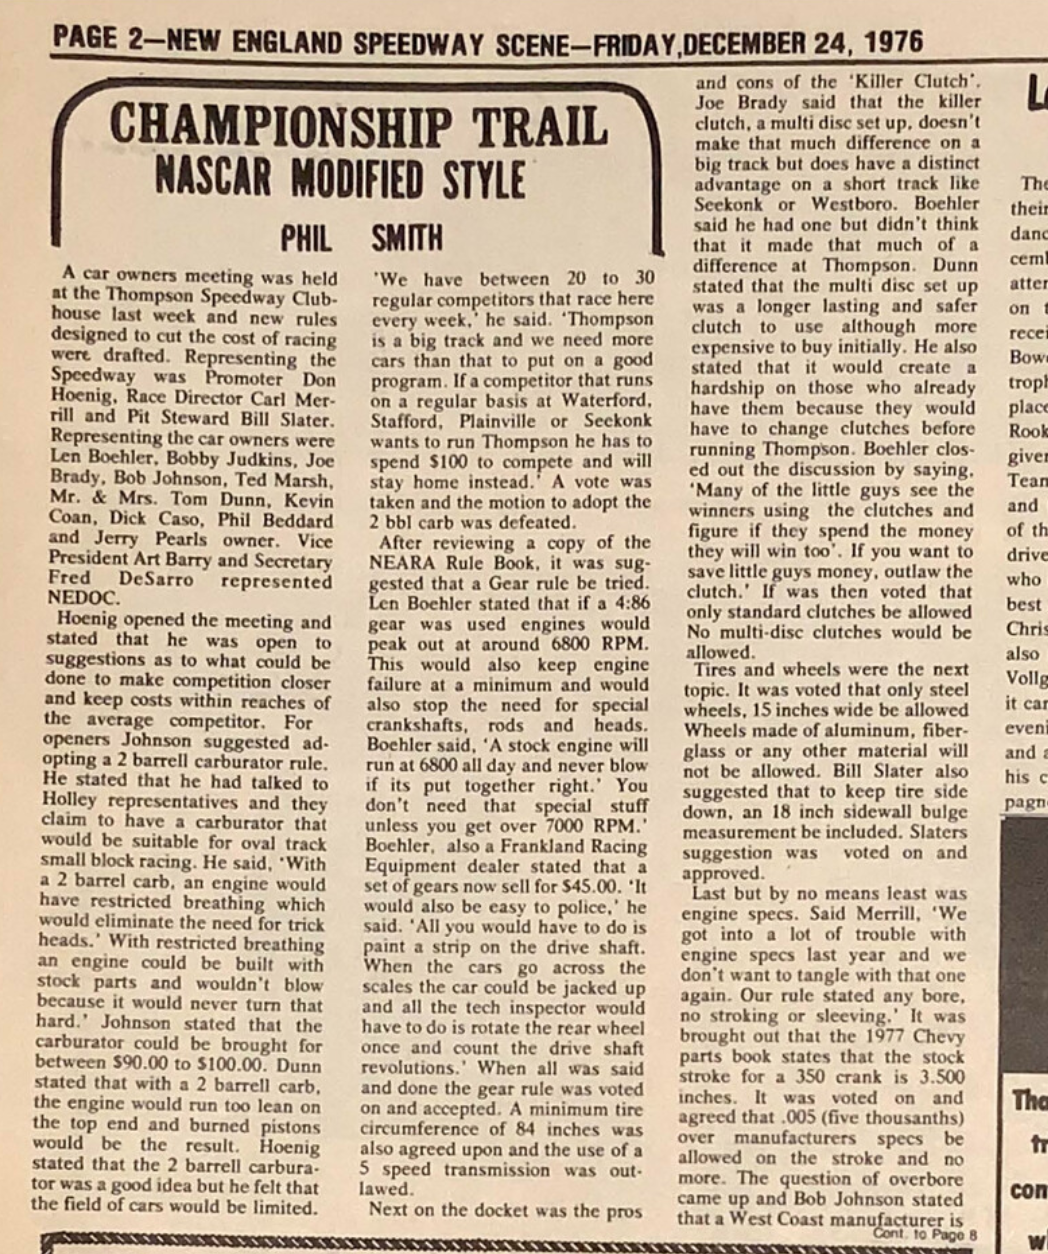 PAGE 2—NEW ENGLAND SPEEDWAY SCENE—FRIDAY,DECEMBER 24, 1976
CHAMPIONSHIP TRAIL
NASCAR MODIFIED STYLE
PHIL SMITH
A car owners meeting was held
at the Thompson Speedway Club-
house last week and new rules
designed to cut the cost of racing
were drafted. Representing the
Speedway was Promoter Don
Hoenig, Race Director Carl Mer-
rill and Pit Steward Bill Slater.
Representing the car owners were
Len Boehler, Bobby Judkins, Joe
Brady, Bob Johnson, Ted Marsh,
Mr. & Mrs. Tom Dunn, Kevin
Coan, Dick Caso, Phil Beddard
and Jerry Pearls owner. Vice
President Art Barry and Secretary
Fred DeSarro represented
NEDOC.
Hoenig opened the meeting and
stated that he was open to
suggestions as to what could be
done to make competition closer
and keep costs within reaches of
the average competitor. For
openers Johnson suggested ad-
opting a 2 barrell carburator rule.
He stated that he had talked to
Holley representatives and they
claim to have a carburator that
would be suitable for oval track
small block racing. He said, 'With
a 2 barrel carb, an engine would
have restricted breathing which
would eliminate the need for trick
heads.' With restricted breathing
an engine could be built with
stock parts and wouldn't blow
because it would never turn that
hard.' Johnson stated that the
carburator could be brought for
between $90.00 to $100.00. Dunn
stated that with a 2 barrell carb,
the engine would run too lean on
the top end and burned pistons
would be the result. Hoenig
stated that the 2 barrell carbura-
tor was a good idea but he felt that
the field of cars would be limited.
'We have between 20 to 30
regular competitors that race here
every week,' he said. 'Thompson
is a big track and we need more
cars than that to put on a good
program. If a competitor that runs
on a regular basis at Waterford,
Stafford, Plainville or Seekonk
wants to run Thompson he has to
spend $100 to compete and will
stay home instead.' A vote was
taken and the motion to adopt the
2 bbl carb was defeated.
After reviewing a copy of the
NEARA Rule Book, it was sug-
gested that a Gear rule be tried.
Len Boehler stated that if a 4:86
gear was used engines would
peak out at around 6800 RPM.
This would also keep engine
failure at a minimum and would
also stop the need for special
crankshafts, rods and heads.
Boehler said, 'A stock engine will
run at 6800 all day and never blow
if its put together right.' You
don't need that special stuff
unless you get over 7000 RPM.'
Boehler, also a Frankland Racing
Equipment dealer stated that a
set of gears now sell for $45.00. 'It
would also be easy to police,' he
said. 'All you would have to do is
paint a strip on the drive shaft.
When the cars go across the
scales the car could be jacked up
and all the tech inspector would
have to do is rotate the rear wheel
once and count the drive shaft
revolutions.' When all was said
and done the gear rule was voted
on and accepted. A minimum tire
circumference of 84 inches was
also agreed upon and the use of a
5 speed transmission was out-
lawed.
Next on the docket was the pros
and cons of the 'Killer Clutch'.
Joe Brady said that the killer
clutch, a multi disc set up, doesn't
make that much difference on a
big track but does have a distinct
advantage on a short track like
Seekonk or Westboro. Boehler
said he had one but didn't think
that it made that much of a
difference at Thompson. Dunn
stated that the multi disc set up
was a longer lasting and safer
clutch to use although more
expensive to buy initially. He also
stated that it would create a
hardship on those who already
have them because they would
have to change clutches before
running Thompson. Boehler clos-
ed out the discussion by saying,
'Many of the little guys see the
winners using the clutches and
figure if they spend the money
they will win too'. If you want to
save little guys money, outlaw the
clutch.' If was then voted that
only standard clutches be allowed
No multi-disc clutches would be
allowed.
Tires and wheels were the next
topic. It was voted that only steel
wheels, 15 inches wide be allowed
Wheels made of aluminum, fiber-
glass or any other material will
not be allowed. Bill Slater also
suggested that to keep tire side
down, an 18 inch sidewall bulge
measurement be included. Slaters
suggestion was voted on and
approved.
Last but by no means least was
engine specs. Said Merrill, 'We
got into a lot of trouble with
engine specs last year and we
don't want to tangle with that one
again. Our rule stated any bore,
no stroking or sleeving.' It was
brought out that the 1977 Chevy
parts book states that the stock
stroke for a 350 crank is 3.500
inches. It was voted on and
agreed that .005 (five thousanths)
over manufacturers specs be
allowed on the stroke and no
more. The question of overbore
came up and Bob Johnson stated
that a West Coast manufacturer is
Cont. to Page 8
The
their
danc
ceml
atter
on
recei
Bowe
troph
place
Rook
given
Team
and
of th
drive
who
best
Chris
also
Vollg
it car
eveni
and a
his c
pagn
Tha
tr
com
w